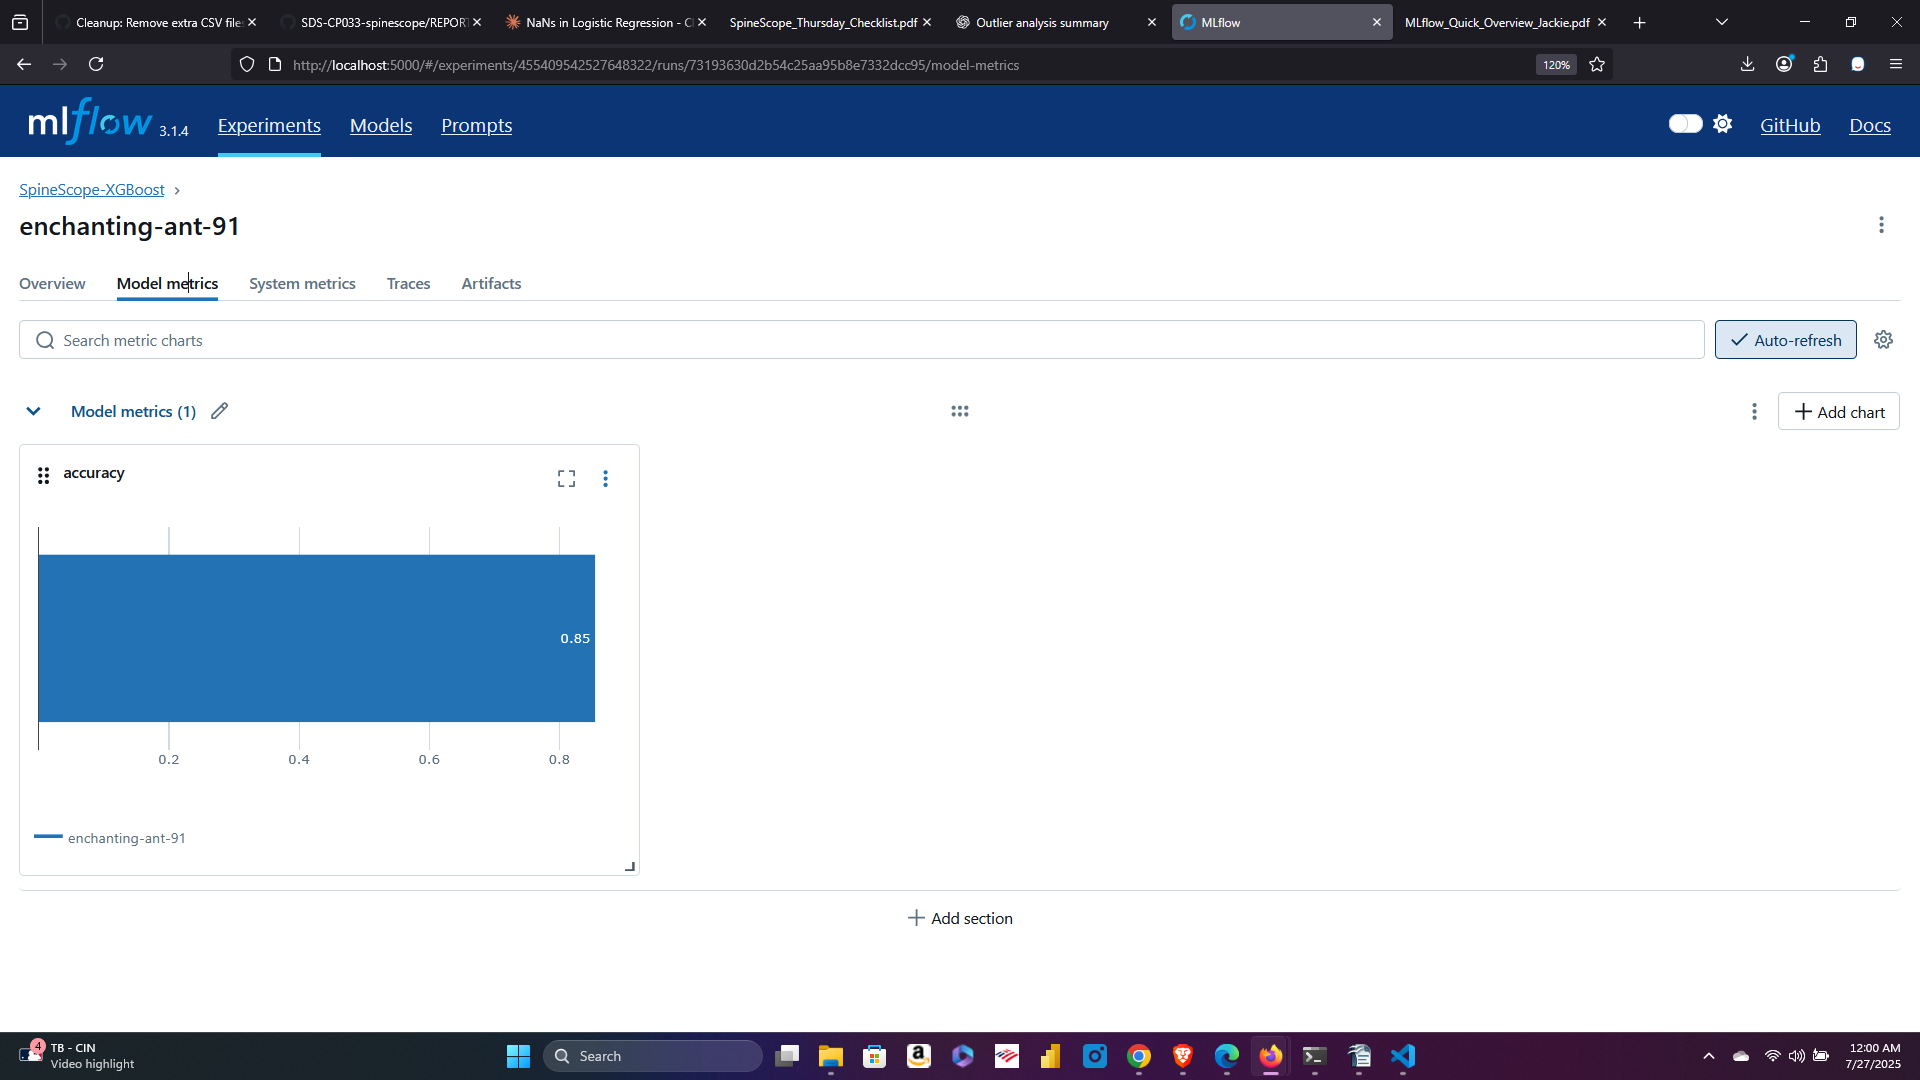 Cleanup: Remove extra CSV file
SDS-CP033-spinescope/REPORT
NaNs in Logistic Regression - Cl
SpineScope_Thursday_Checklist.pdf
Outlier analysis summary
MLflow
MLflow_Quick_Overview_Jackie.pdf
http://localhost:5000/#/experiments/455409542527648322/runs/73193630d2b54c25aa95b8e7332dcc95/model-metrics
120%
mlflow 3.1.4
Experiments
Models
Prompts
GitHub
Docs
SpineScope-XGBoost
enchanting-ant-91
Overview
Model metrics
System metrics
Traces
Artifacts
Search metric charts
Auto-refresh
Model metrics (1)
Add chart
accuracy
0.85
0.2
0.4
0.6
0.8
enchanting-ant-91
Add section
4
TB - CIN
Video highlight
Search
12:00 AM
7/27/2025